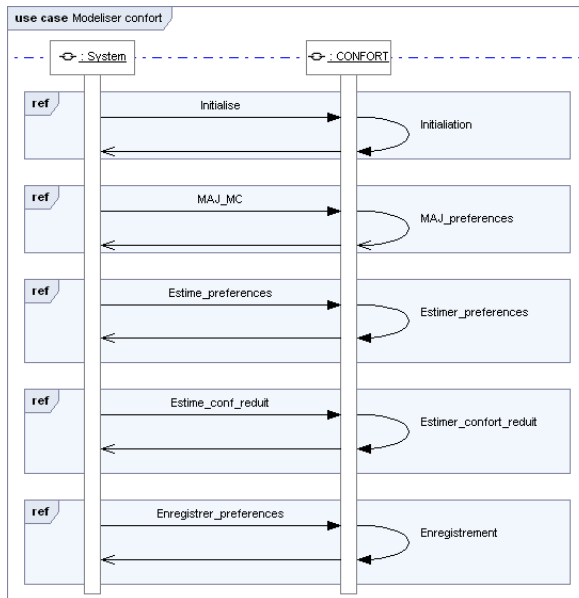 use case Modeliser confort
: System
: CONFORT
ref
Initialise
Initialiation
ref
MAJ_MC
MAJ_preferences
ref
Estime_preferences
Estimer_preferences
ref
Estime_conf_reduit
Estimer_confort_reduit
ref
Enregistrer_preferences
Enregistrement